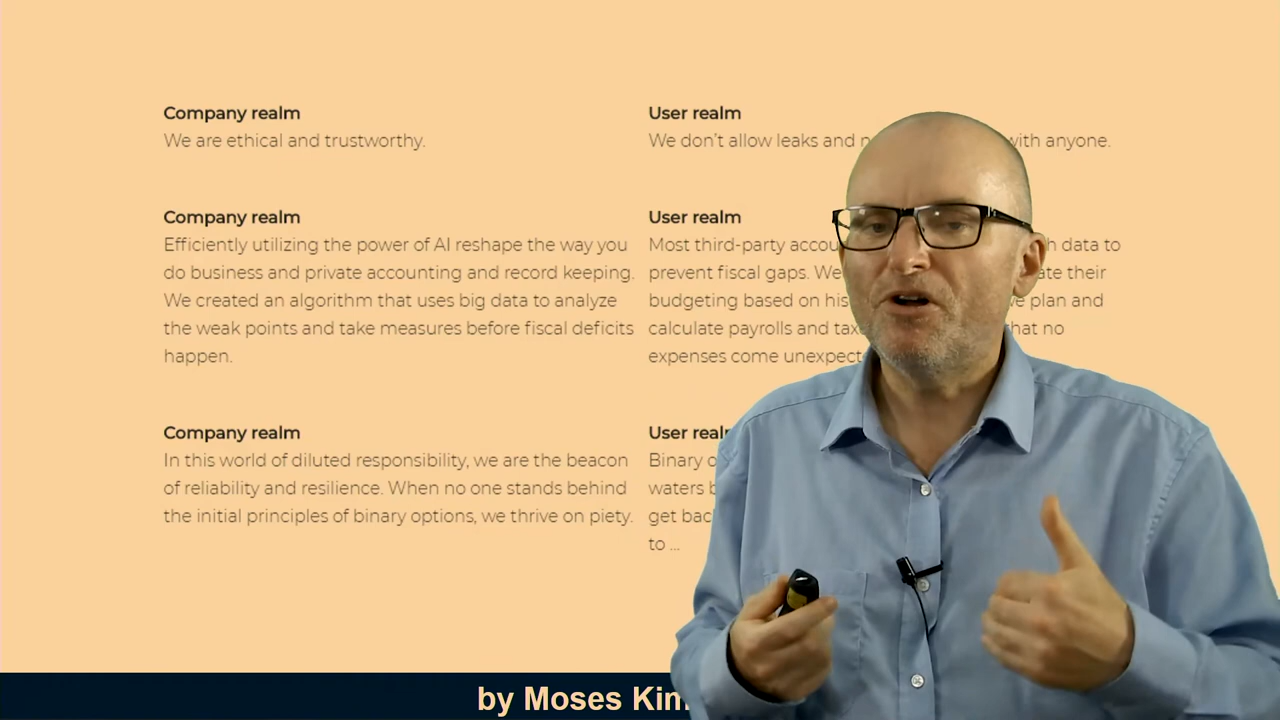 Company realm
We are ethical and trustworthy.
User realm
We don't allow leaks and
with anyone.
Company realm
Efficiently utilizing the power of AI reshape the way you
do business and private accounting and record keeping.
We created an algorithm that uses big data to analyze
the weak points and take measures before fiscal deficits
happen.
User realm
Most third-party
data to
prevent fiscal gaps. We
their
budgeting based on
plan and
calculate payrolls and
that no
expenses come
Company realm
In this world of diluted responsibility, we are the beacon
of reliability and resilience. When no one stands behind
the initial principles of binary options, we thrive on piety.
User realm
Binary
waters
get
to ...
by Moses Kim